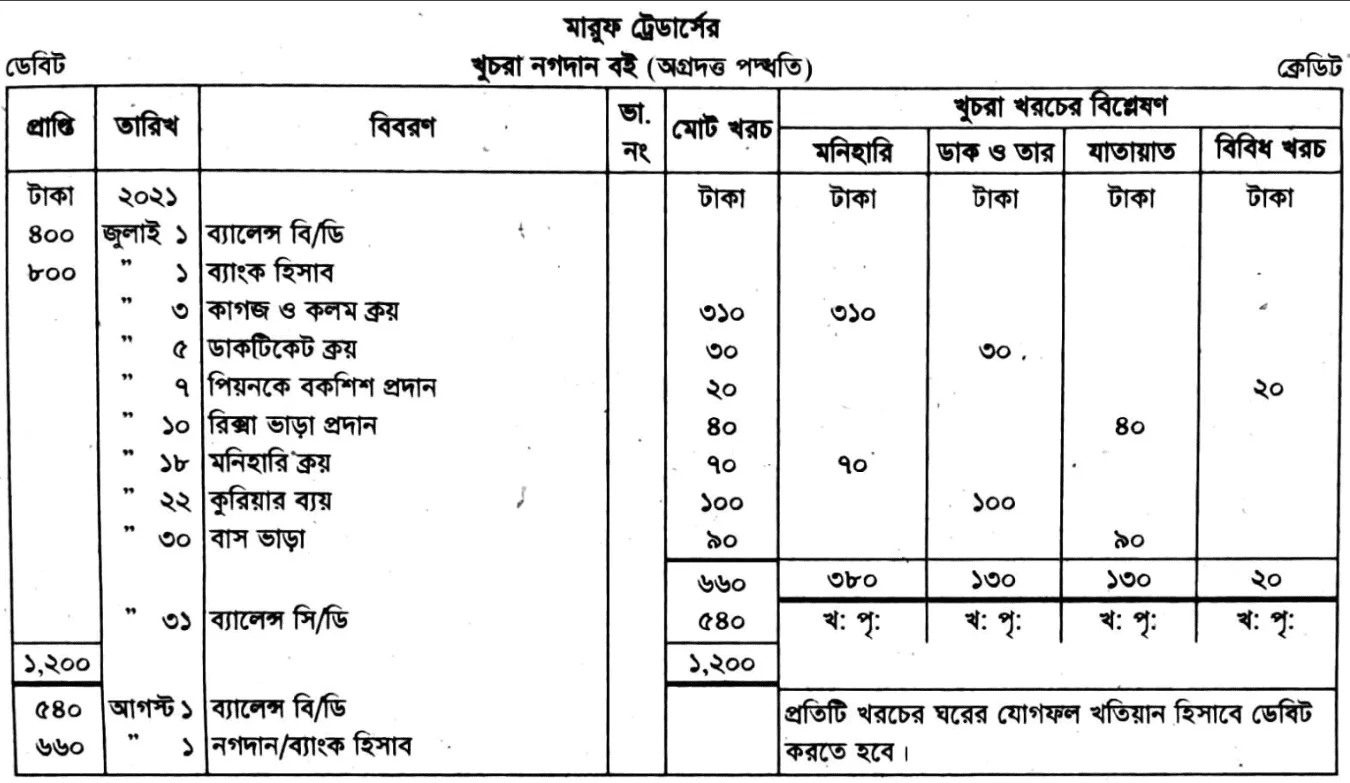 মারুফ ট্রেডার্সের
ডেবিট খুচরা নগদান বই (অগ্রদত্ত পদ্ধতি) ক্রেডিট
প্রাপ্তি তারিখ বিবরণ ভা. নং মোট খরচ খুচরা খরচের বিশ্লেষণ
মনিহারি ডাক ও তার যাতায়াত বিবিধ খরচ
টাকা ২০২১ টাকা টাকা টাকা টাকা টাকা
৪০০ জুলাই ১ ব্যালেন্স বি/ডি
৮০০ " ১ ব্যাংক হিসাব
" ৩ কাগজ ও কলম ক্রয় ৩১০ ৩১০
" ৫ ডাকটিকেট ক্রয় ৩০ ৩০
" ৭ পিয়নকে বকশিশ প্রদান ২০ ২০
" ১০ রিক্সা ভাড়া প্রদান ৪০ ৪০
" ১৮ মনিহারি ক্রয় ৭০ ৭০
" ২২ কুরিয়ার ব্যয় ১০০ ১০০
" ৩০ বাস ভাড়া ৯০ ৯০
৬৬০ ৩৮০ ১৩০ ১৩০ ২০
" ৩১ ব্যালেন্স সি/ডি ৫৪০ খ: পৃ: খ: পৃ: খ: পৃ: খ: পৃ:
১,২০০ ১,২০০
৫৪০ আগস্ট ১ ব্যালেন্স বি/ডি প্রতিটি খরচের ঘরের যোগফল খতিয়ান হিসাবে ডেবিট
৬৬০ " ১ নগদান/ব্যাংক হিসাব করতে হবে।